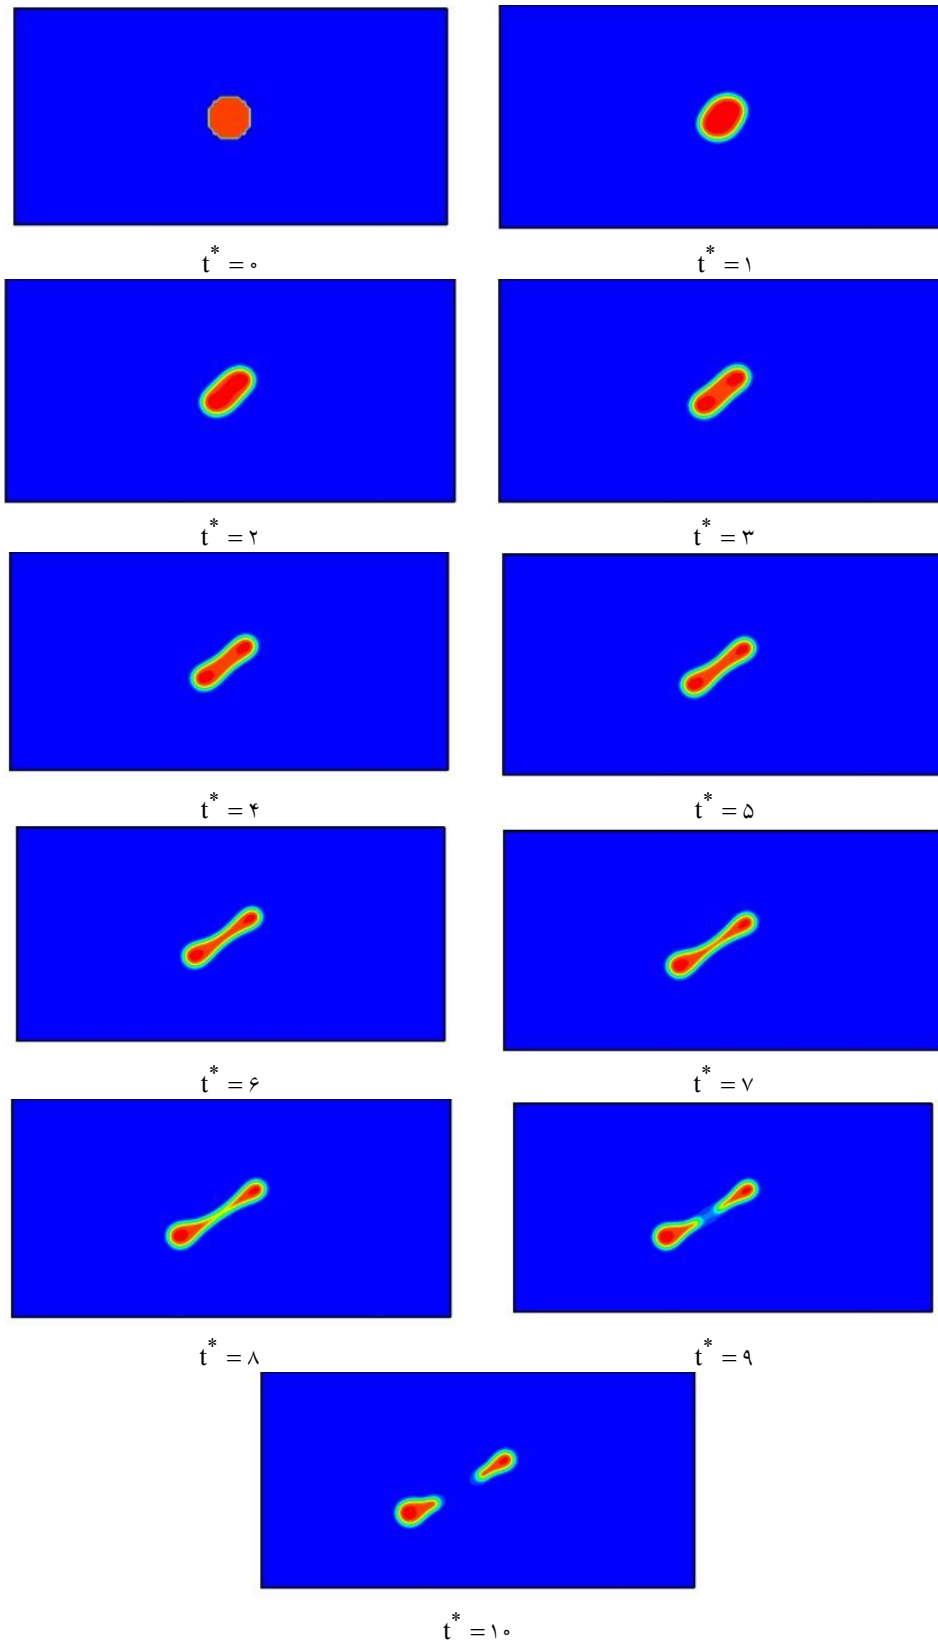 t* = ۰
t* = ۱
t* = ۲
t* = ۳
t* = ۴
t* = ۵
t* = ۶
t* = ۷
t* = ۸
t* = ۹
t* = ۱۰